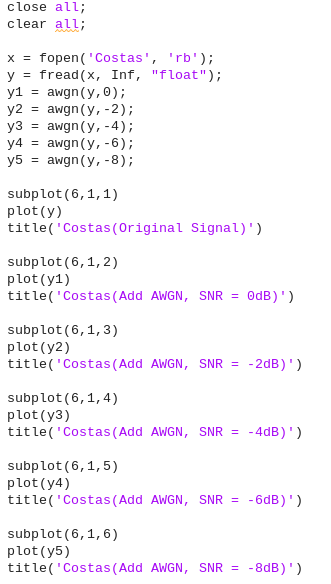 close all;
clear all;
x = fopen('Costas', 'rb');
y = fread(x, Inf, "float");
y1 = awgn(y,0);
y2 = awgn(y,-2);
y3 = awgn(y,-4);
y4 = awgn(y,-6);
y5 = awgn(y,-8);
subplot(6,1,1)
plot(y)
title('Costas(Original Signal)')
subplot(6,1,2)
plot(y1)
title('Costas(Add AWGN, SNR = 0dB)')
subplot(6,1,3)
plot(y2)
title('Costas(Add AWGN, SNR = -2dB)')
subplot(6,1,4)
plot(y3)
title('Costas(Add AWGN, SNR = -4dB)')
subplot(6,1,5)
plot(y4)
title('Costas(Add AWGN, SNR = -6dB)')
subplot(6,1,6)
plot(y5)
title('Costas(Add AWGN, SNR = -8dB)')